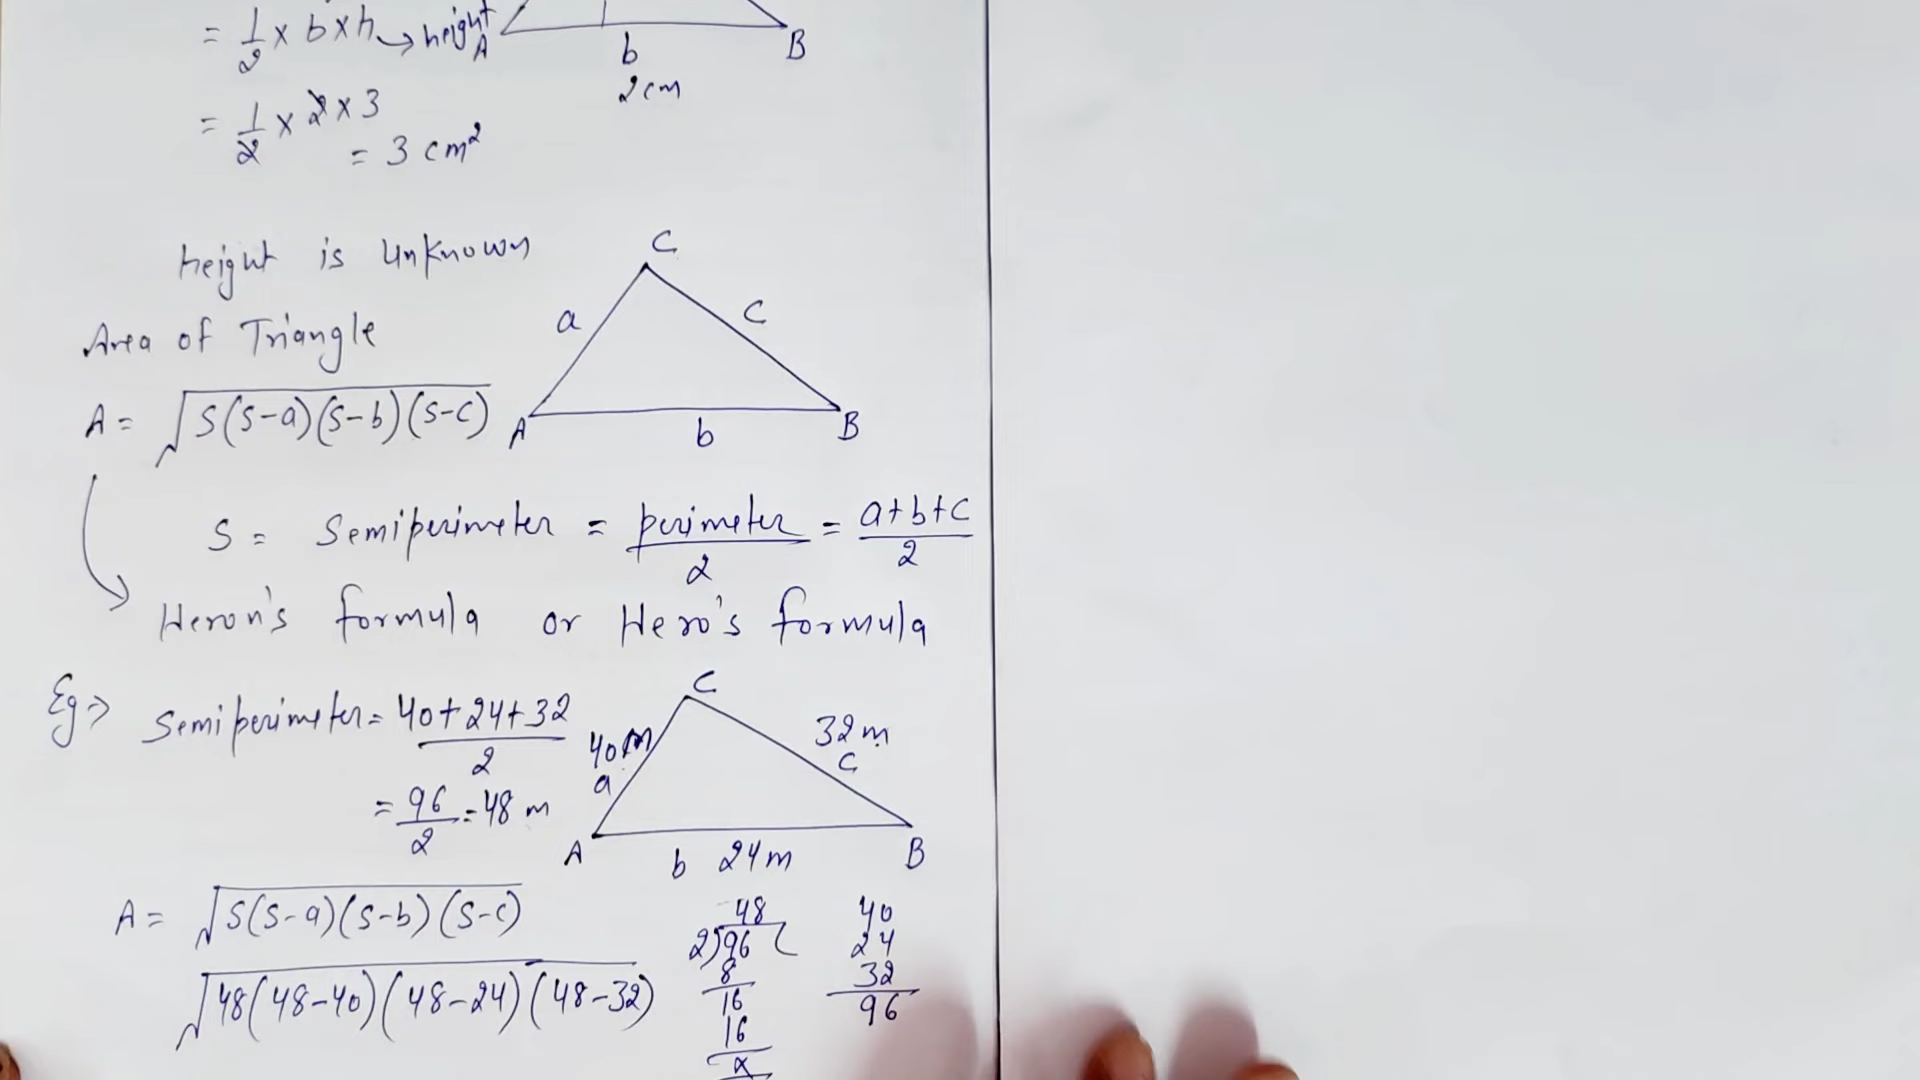 = 1/2 × b × h → height
A
b
B
2 cm
= 1/2 × 2 × 3
= 3 cm²
height is unknown
C
a
c
Area of Triangle
A = √S(S-a)(S-b)(S-c)
A
b
B
S = Semiperimeter = perimeter/2 = a+b+c/2
Heron's formula or Hero's formula
Eg⇒ Semiperimeter = 40+24+32/2
= 96/2 = 48 m
C
40m
a
32m
c
A
b 24m
B
A = √S(S-a)(S-b)(S-c)
√48(48-40)(48-24)(48-32)
48
2)96(
8
16
16
x
40
24
32
96